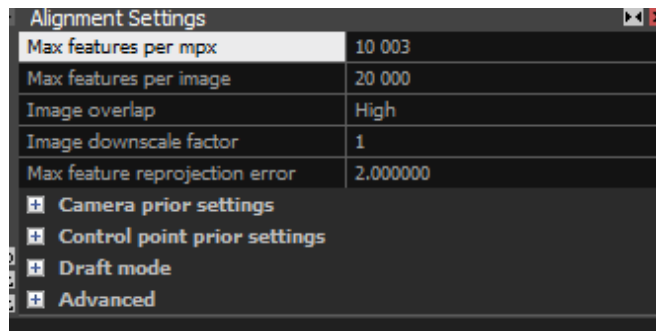 Alignment Settings
Max features per mpx 10 003
Max features per image 20 000
Image overlap High
Image downscale factor 1
Max feature reprojection error 2.000000
Camera prior settings
Control point prior settings
Draft mode
Advanced